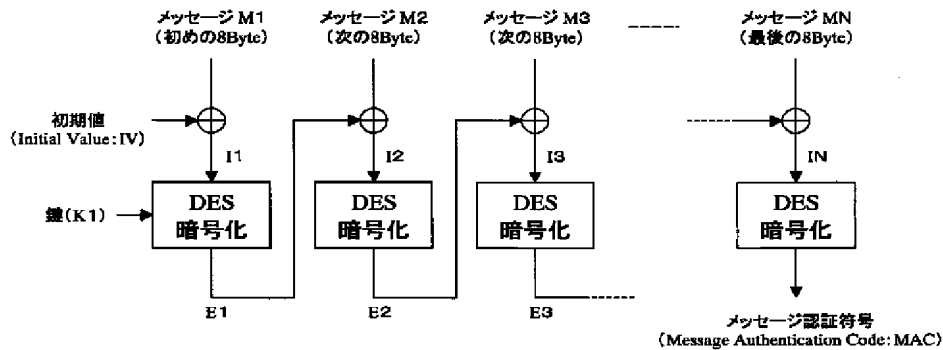 メッセージ M1
(初めの8Byte)
メッセージ M2
(次の8Byte)
メッセージ M3
(次の8Byte)
メッセージ MN
(最後の8Byte)
初期値
(Initial Value:IV)
I1
I2
I3
IN
鍵(K1)
DES
暗号化
DES
暗号化
DES
暗号化
DES
暗号化
E1
E2
E3
メッセージ認証符号
(Message Authentication Code: MAC)